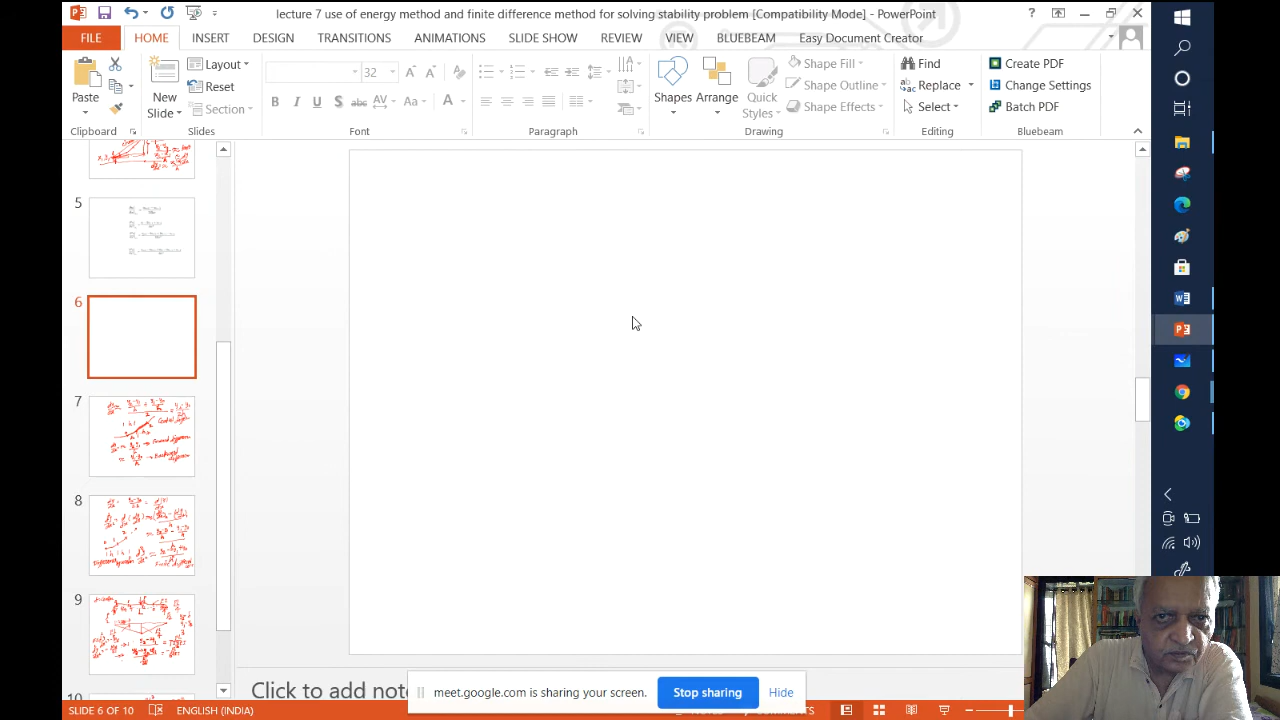 lecture 7 use of energy method and finite difference method for solving stability problem [Compatibility Mode] - PowerPoint
FILE HOME INSERT DESIGN TRANSITIONS ANIMATIONS SLIDE SHOW REVIEW VIEW BLUEBEAM Easy Document Creator
Paste
New
Slide
Layout
Reset
Section
32
B I U S abc AV Aa A
Shapes
Arrange
Quick
Styles
Shape Fill
Shape Outline
Shape Effects
Find
Replace
Select
Create PDF
Change Settings
Batch PDF
Clipboard Slides Font Paragraph Drawing Editing Bluebeam
5
6
7
8
9
10
Click to add note
meet.google.com is sharing your screen. Stop sharing Hide
SLIDE 6 OF 10 ENGLISH (INDIA)